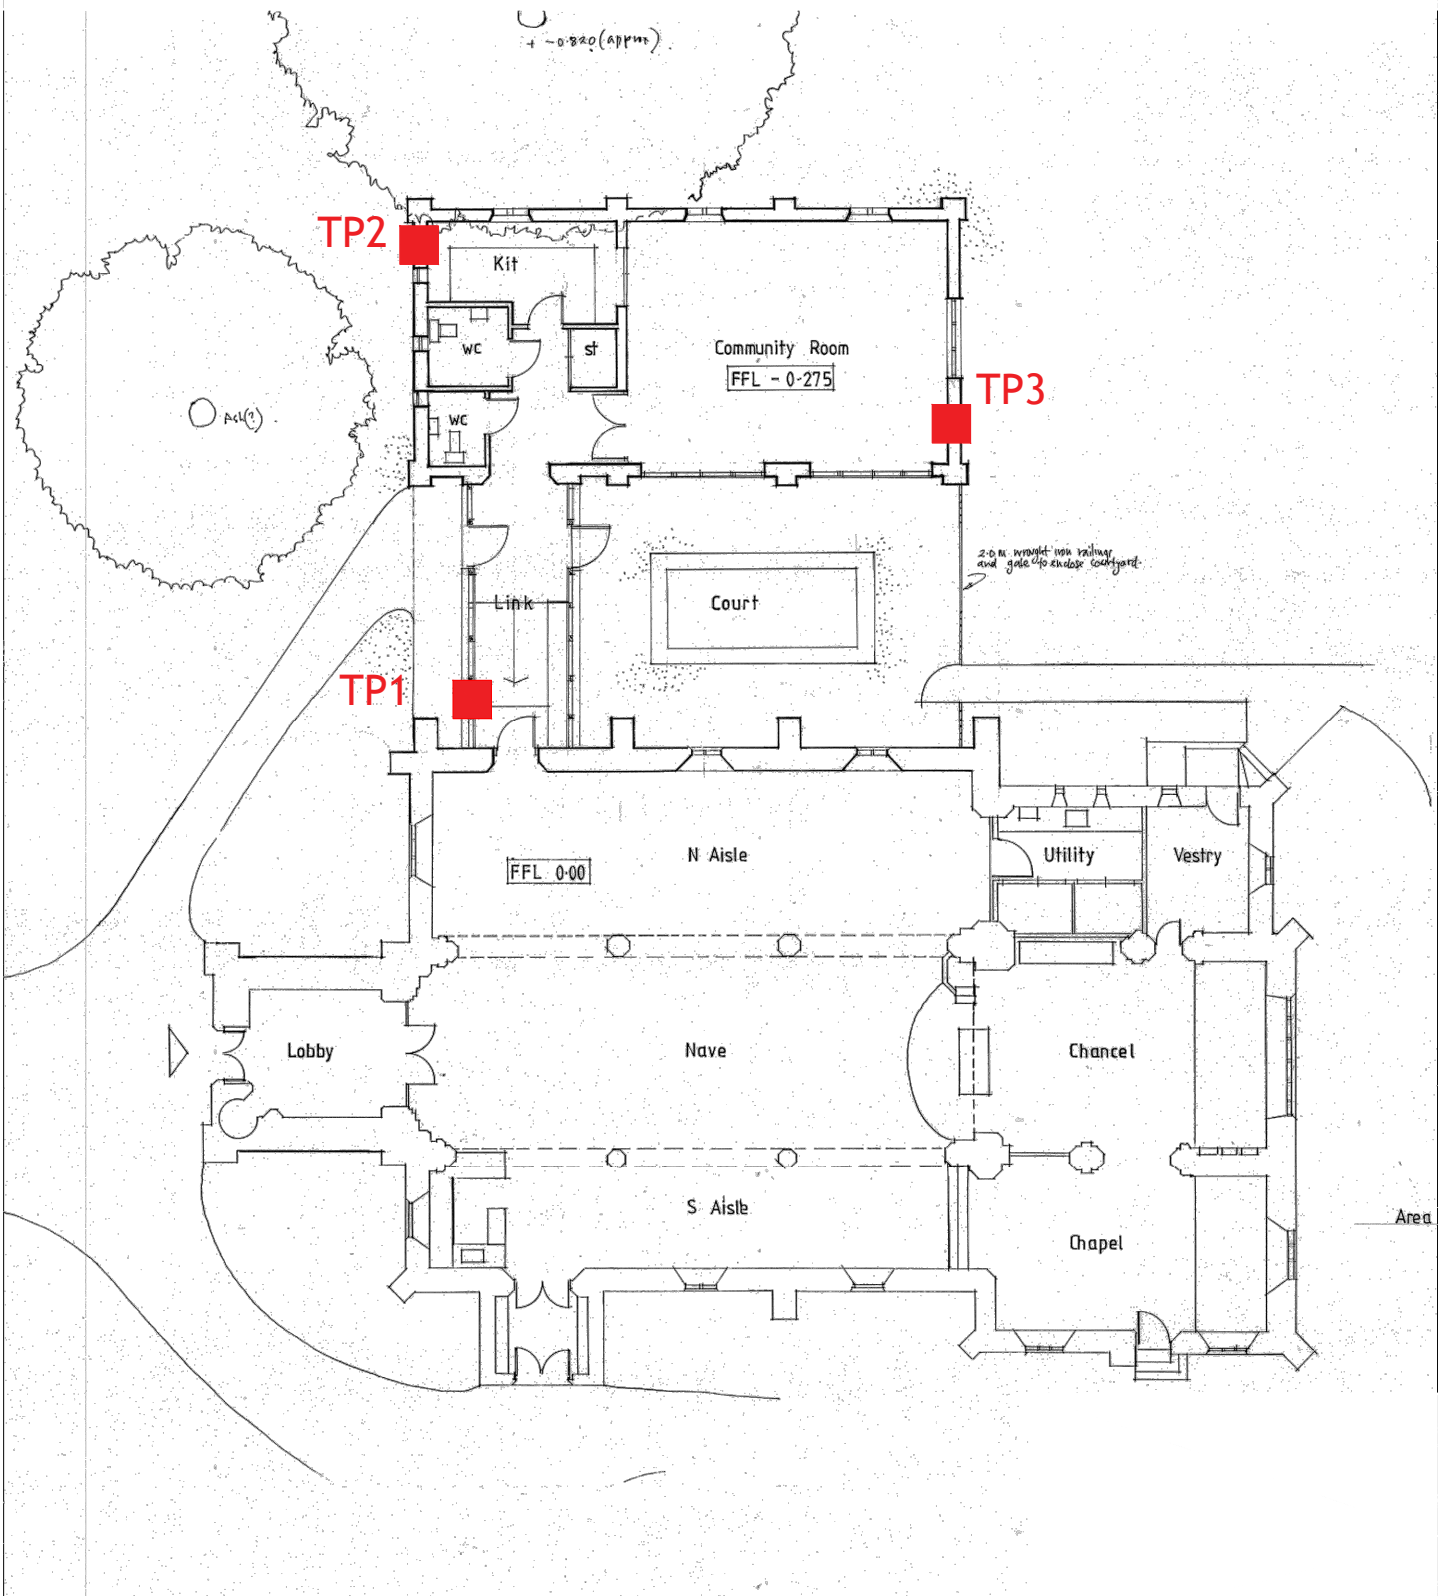 + -0.820 (approx)
TP2
Kit
WC
st
Community Room
FFL - 0·275
TP3
Ash(?)
WC
2·0 m wrought iron railings
and gate to enclose courtyard.
Link
Court
TP1
N Aisle
Utility
Vestry
FFL 0·00
Lobby
Nave
Chancel
S Aisle
Area
Chapel